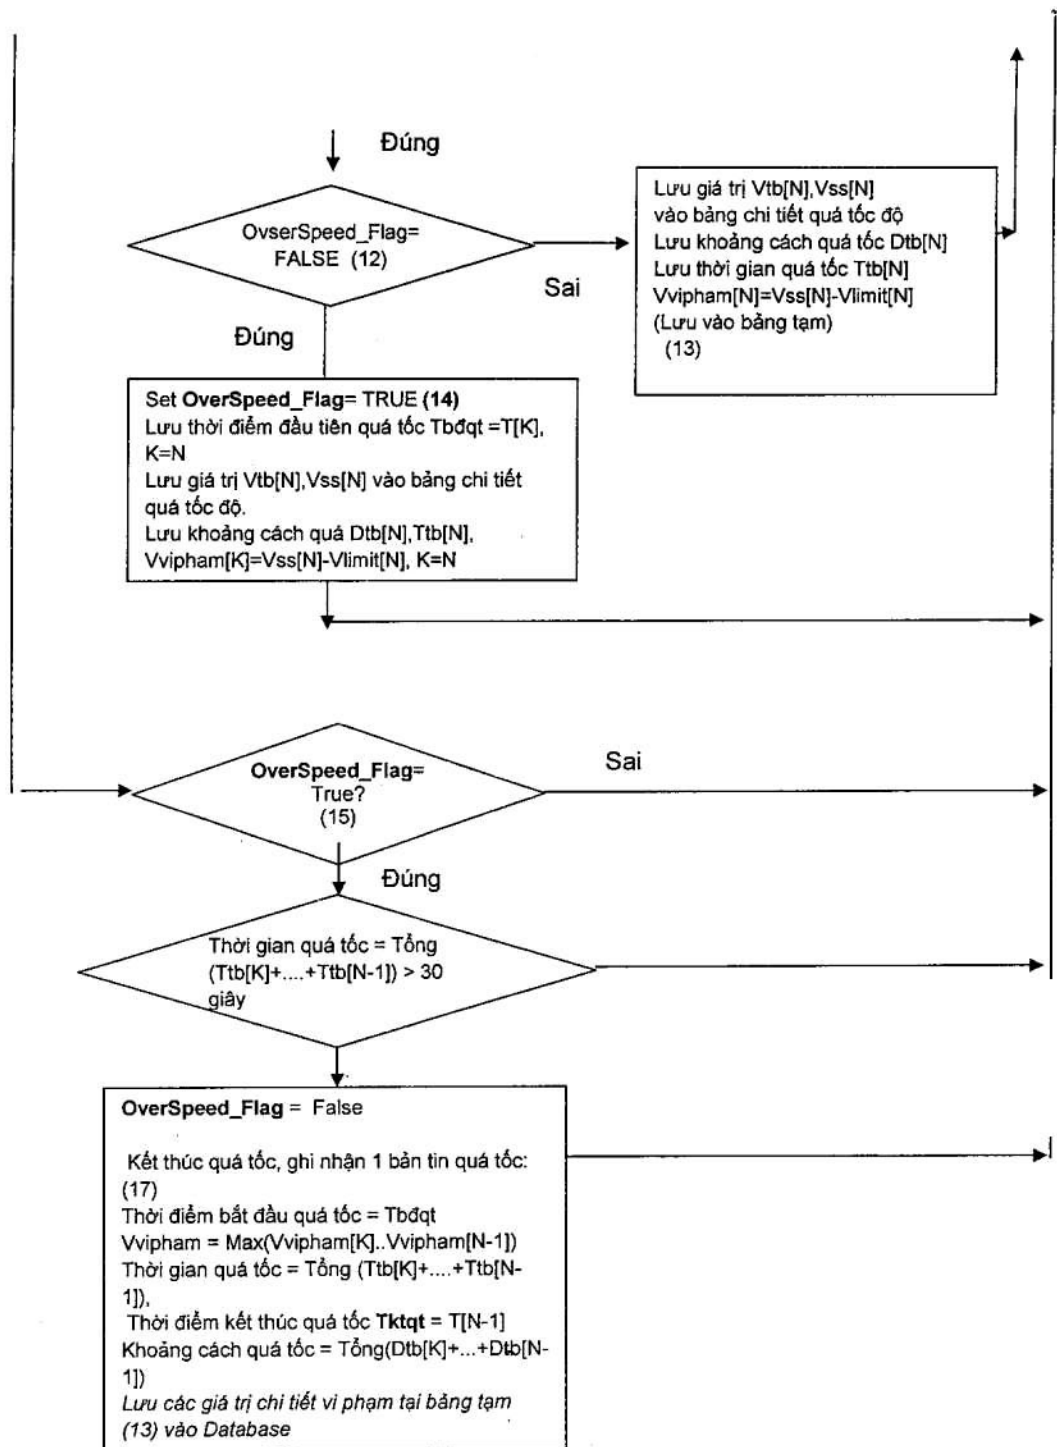 Đúng
OvserSpeed_Flag=
FALSE (12)
Sai
Lưu giá trị Vtb[N],Vss[N]
vào bảng chi tiết quá tốc độ
Lưu khoảng cách quá tốc Dtb[N]
Lưu thời gian quá tốc Ttb[N]
Vvipham[N]=Vss[N]-Vlimit[N]
(Lưu vào bảng tạm)
(13)
Đúng
Set OverSpeed_Flag= TRUE (14)
Lưu thời điểm đầu tiên quá tốc Tbđqt =T[K],
K=N
Lưu giá trị Vtb[N],Vss[N] vào bảng chi tiết
quá tốc độ.
Lưu khoảng cách quá Dtb[N],Ttb[N],
Vvipham[K]=Vss[N]-Vlimit[N], K=N
OverSpeed_Flag=
True?
(15)
Sai
Đúng
Thời gian quá tốc = Tổng
(Ttb[K]+....+Ttb[N-1]) > 30
giây
OverSpeed_Flag = False
Kết thúc quá tốc, ghi nhận 1 bản tin quá tốc:
(17)
Thời điểm bắt đầu quá tốc = Tbđqt
Vvipham = Max(Vvipham[K]..Vvipham[N-1])
Thời gian quá tốc = Tổng (Ttb[K]+....+Ttb[N-
1]),
Thời điểm kết thúc quá tốc Tktqt = T[N-1]
Khoảng cách quá tốc = Tổng(Dtb[K]+...+Dtb[N-
1])
Lưu các giá trị chi tiết vi phạm tại bảng tạm
(13) vào Database